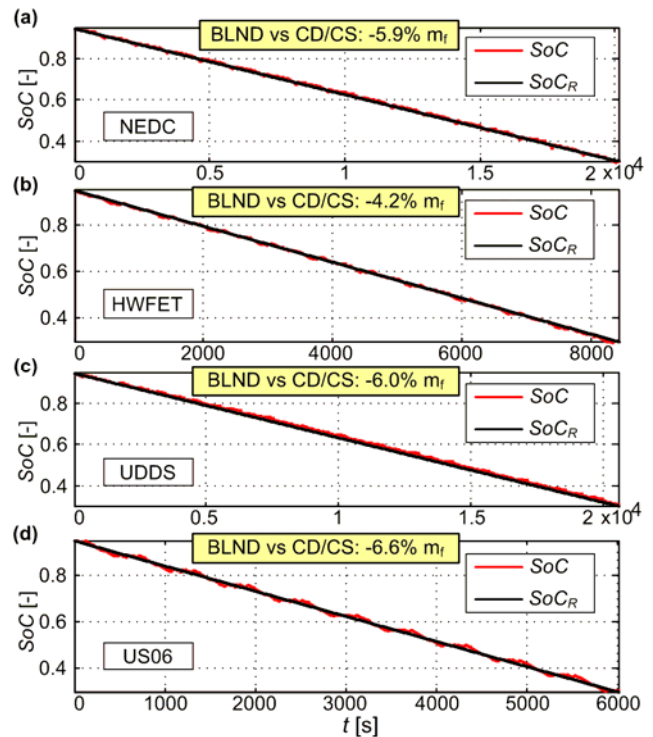 (a)
BLND vs CD/CS: -5.9% mf
SoC [-]
0.8
0.6
0.4
NEDC
SoC
SoCR
0
0.5
1
1.5
2 ×10⁴
(b)
BLND vs CD/CS: -4.2% mf
SoC [-]
0.8
0.6
0.4
HWFET
SoC
SoCR
0
2000
4000
6000
8000
(c)
BLND vs CD/CS: -6.0% mf
SoC [-]
0.8
0.6
0.4
UDDS
SoC
SoCR
0
0.5
1
1.5
2 ×10⁴
(d)
BLND vs CD/CS: -6.6% mf
SoC [-]
0.8
0.6
0.4
US06
SoC
SoCR
0
1000
2000
3000
4000
5000
6000
t [s]